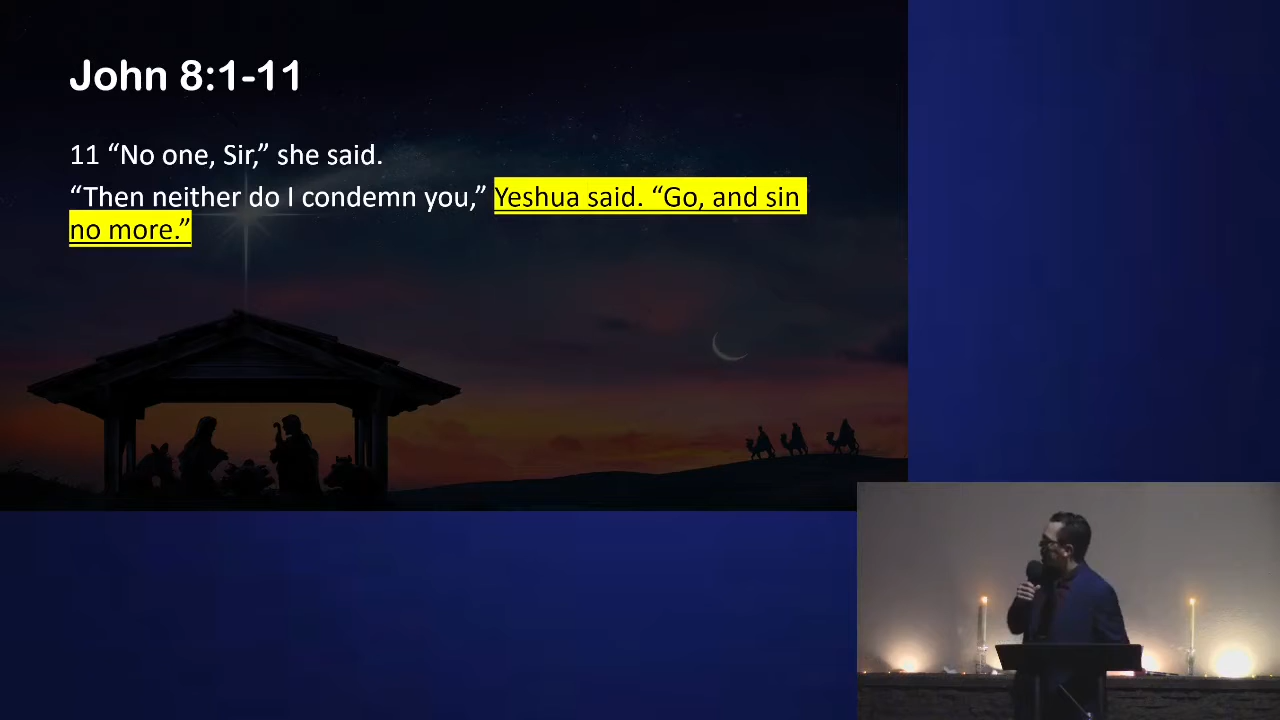 John 8:1-11
11 “No one, Sir,” she said.
“Then neither do I condemn you,” Yeshua said. “Go, and sin
no more.”